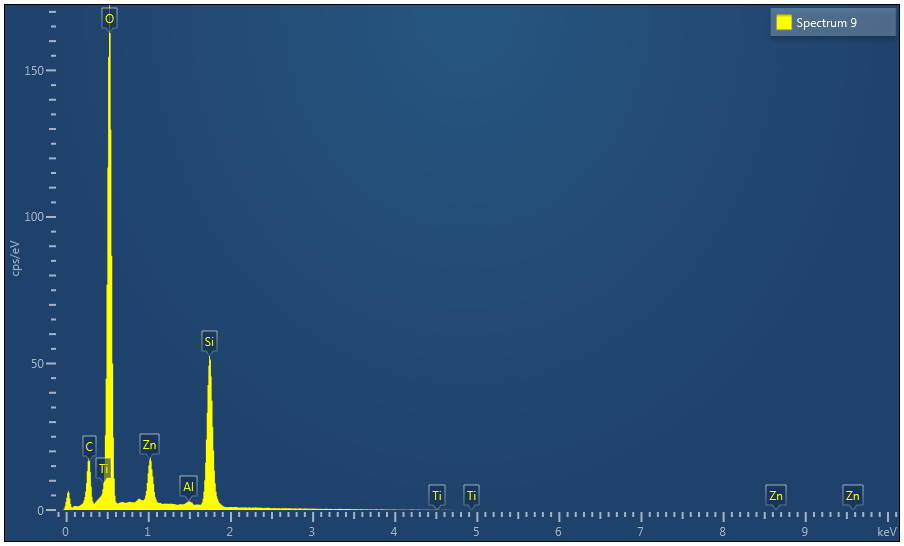 O
Spectrum 9
150
100
cps/eV
50
Si
C
Zn
Ti
Al
Ti
Ti
Zn
Zn
0
0 1 2 3 4 5 6 7 8 9 keV